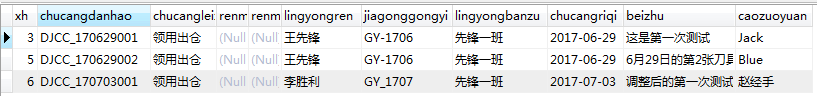 xh chucangdanhao chucanglei renm renm lingyongren jiagonggongyi lingyongbanzu chucangriqi beizhu caozuoyuan
3 DJCC_170629001 领用出仓 (Null (Null 王先锋 GY-1706 先锋一班 2017-06-29 这是第一次测试 Jack
5 DJCC_170629002 领用出仓 (Null (Null 王先锋 GY-1706 先锋一班 2017-06-29 6月29日的第2张刀具 Blue
6 DJCC_170703001 领用出仓 (Null (Null 李胜利 GY_1707 先锋一班 2017-07-03 调整后的第一次测试 赵经手